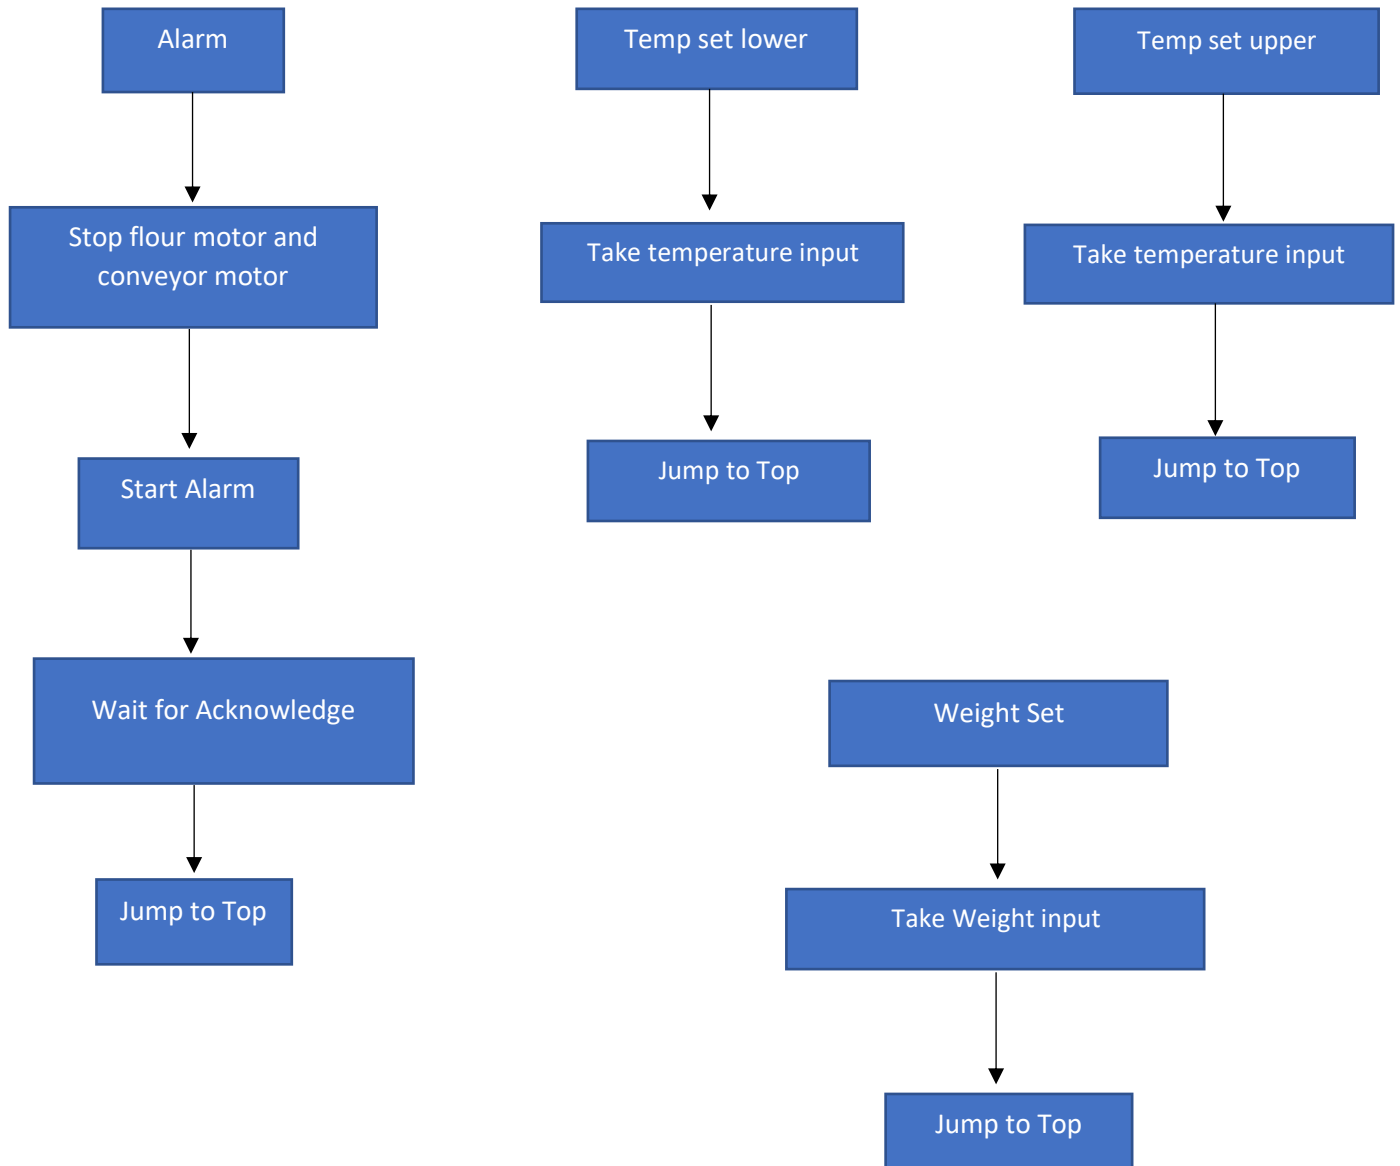 Alarm
Stop flour motor and
conveyor motor
Start Alarm
Wait for Acknowledge
Jump to Top
Temp set lower
Take temperature input
Jump to Top
Temp set upper
Take temperature input
Jump to Top
Weight Set
Take Weight input
Jump to Top